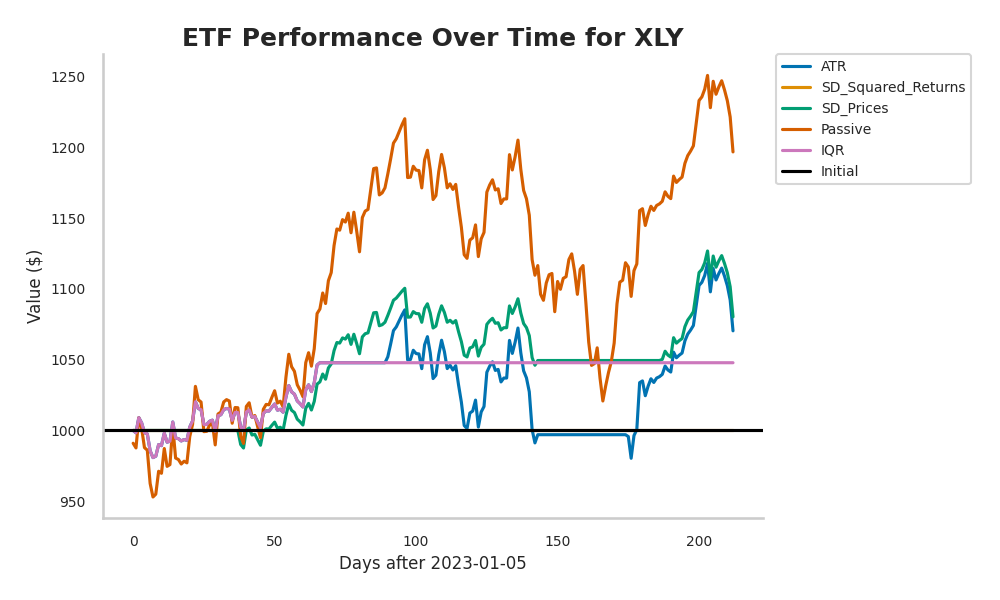 ETF Performance Over Time for XLY
1250
1200
1150
1100
1050
1000
950
Value ($)
0
50
100
150
200
Days after 2023-01-05
ATR
SD_Squared_Returns
SD_Prices
Passive
IQR
Initial